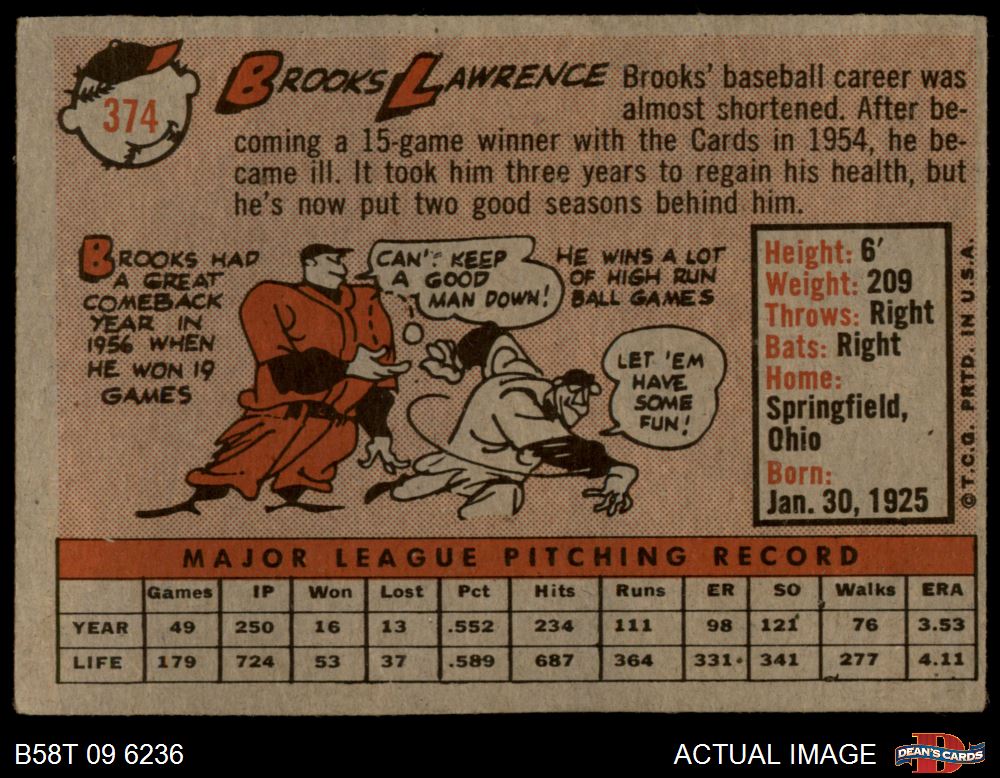 374
BROOKS LAWRENCE Brooks' baseball career was
almost shortened. After be-
coming a 15-game winner with the Cards in 1954, he be-
came ill. It took him three years to regain his health, but
he's now put two good seasons behind him.
BROOKS HAD
A GREAT
COMEBACK
YEAR IN
1956 WHEN
HE WON 19
GAMES
CAN'T KEEP
A GOOD
MAN DOWN!
HE WINS A LOT
OF HIGH RUN
BALL GAMES
LET 'EM
HAVE
SOME
FUN!
Height: 6'
Weight: 209
Throws: Right
Bats: Right
Home:
Springfield,
Ohio
Born:
Jan. 30, 1925
© T.C.G. PRTD. IN U.S.A.
MAJOR LEAGUE PITCHING RECORD
Games IP Won Lost Pct Hits Runs ER SO Walks ERA
YEAR 49 250 16 13 .552 234 111 98 121 76 3.53
LIFE 179 724 53 37 .589 687 364 331 341 277 4.11
B58T 09 6236
ACTUAL IMAGE
D
DEAN'S CARDS